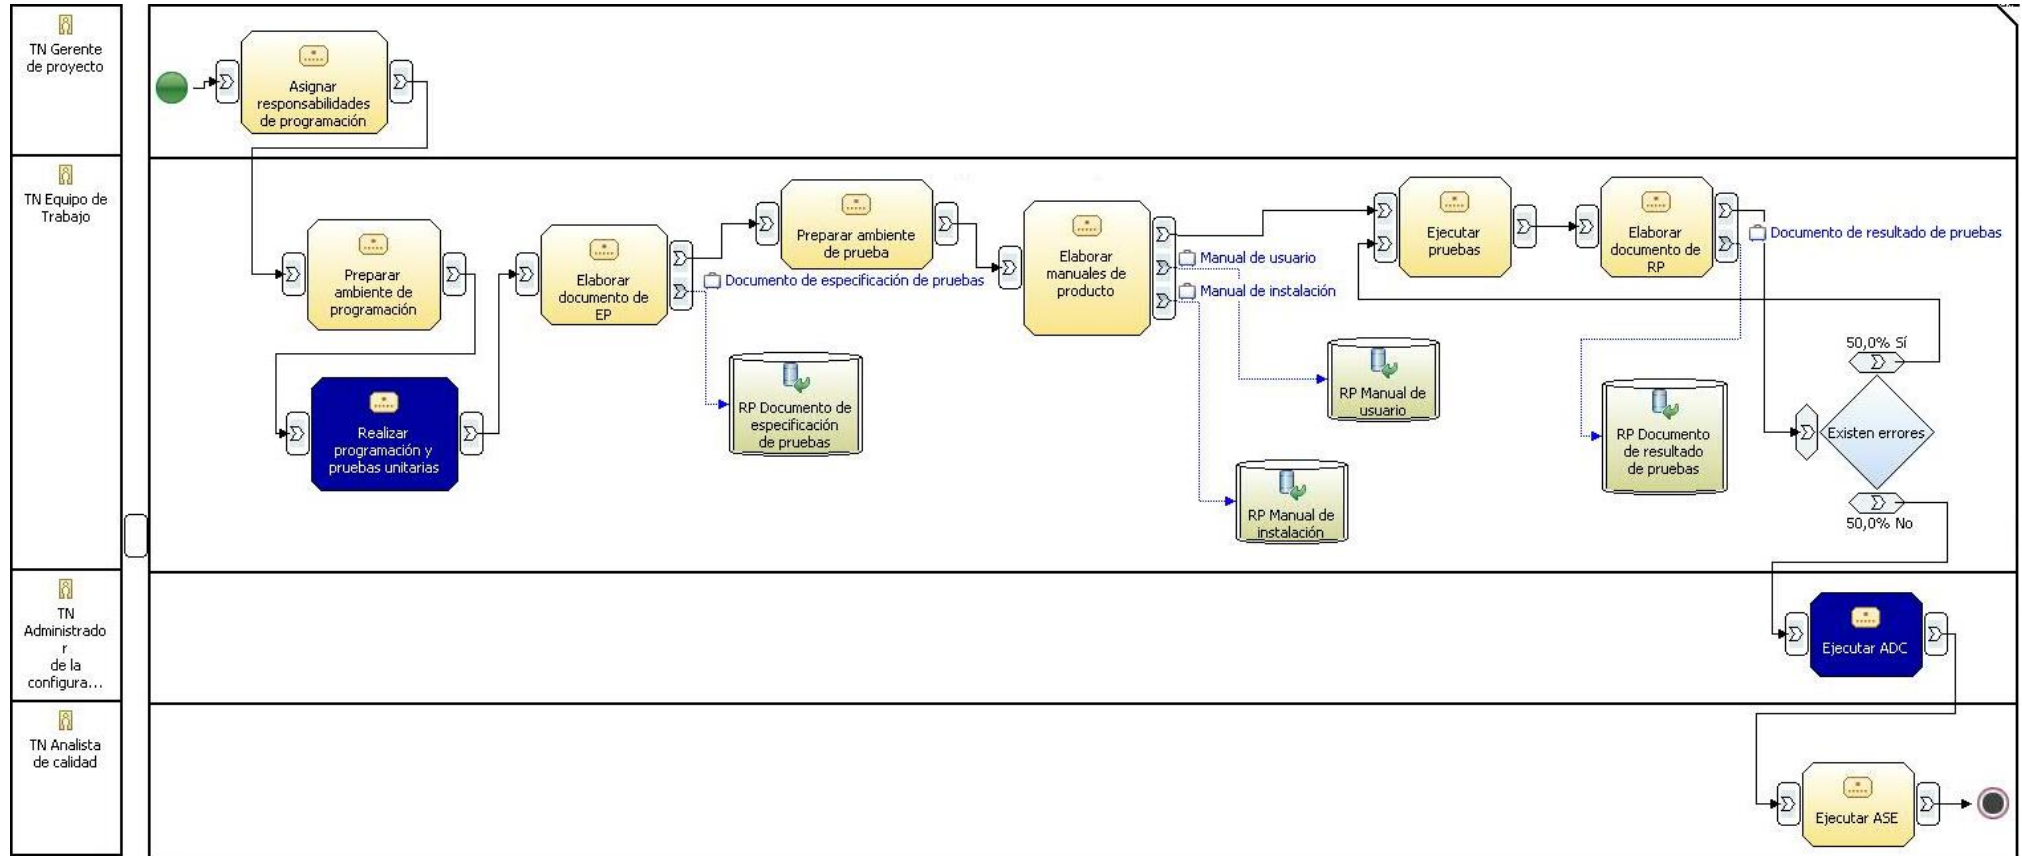 TN Gerente
de proyecto
Asignar
responsabilidades
de programación
TN Equipo de
Trabajo
Preparar
ambiente de
programación
Realizar
programación y
pruebas unitarias
Elaborar
documento de
EP
Documento de especificación de pruebas
RP Documento de
especificación
de pruebas
Preparar ambiente
de prueba
Elaborar
manuales de
producto
Manual de usuario
Manual de instalación
RP Manual de
usuario
RP Manual de
instalación
Ejecutar
pruebas
Elaborar
documento de
RP
Documento de resultado de pruebas
RP Documento
de resultado
de pruebas
50,0% Sí
Existen errores
50,0% No
TN
Administrado
r
de la
configura...
Ejecutar ADC
TN Analista
de calidad
Ejecutar ASE